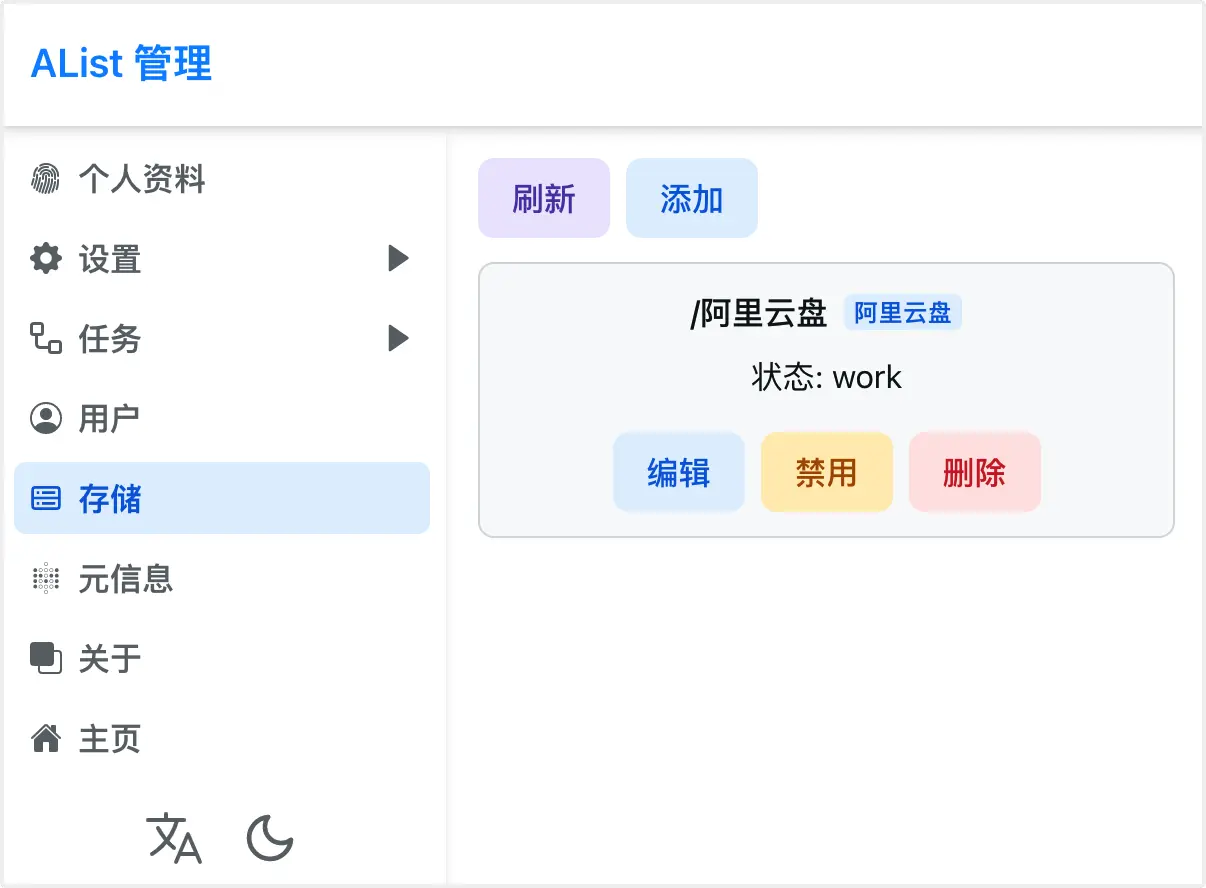 AList 管理
个人资料
设置
任务
用户
存储
元信息
关于
主页
刷新 添加
/阿里云盘 阿里云盘
状态: work
编辑 禁用 删除